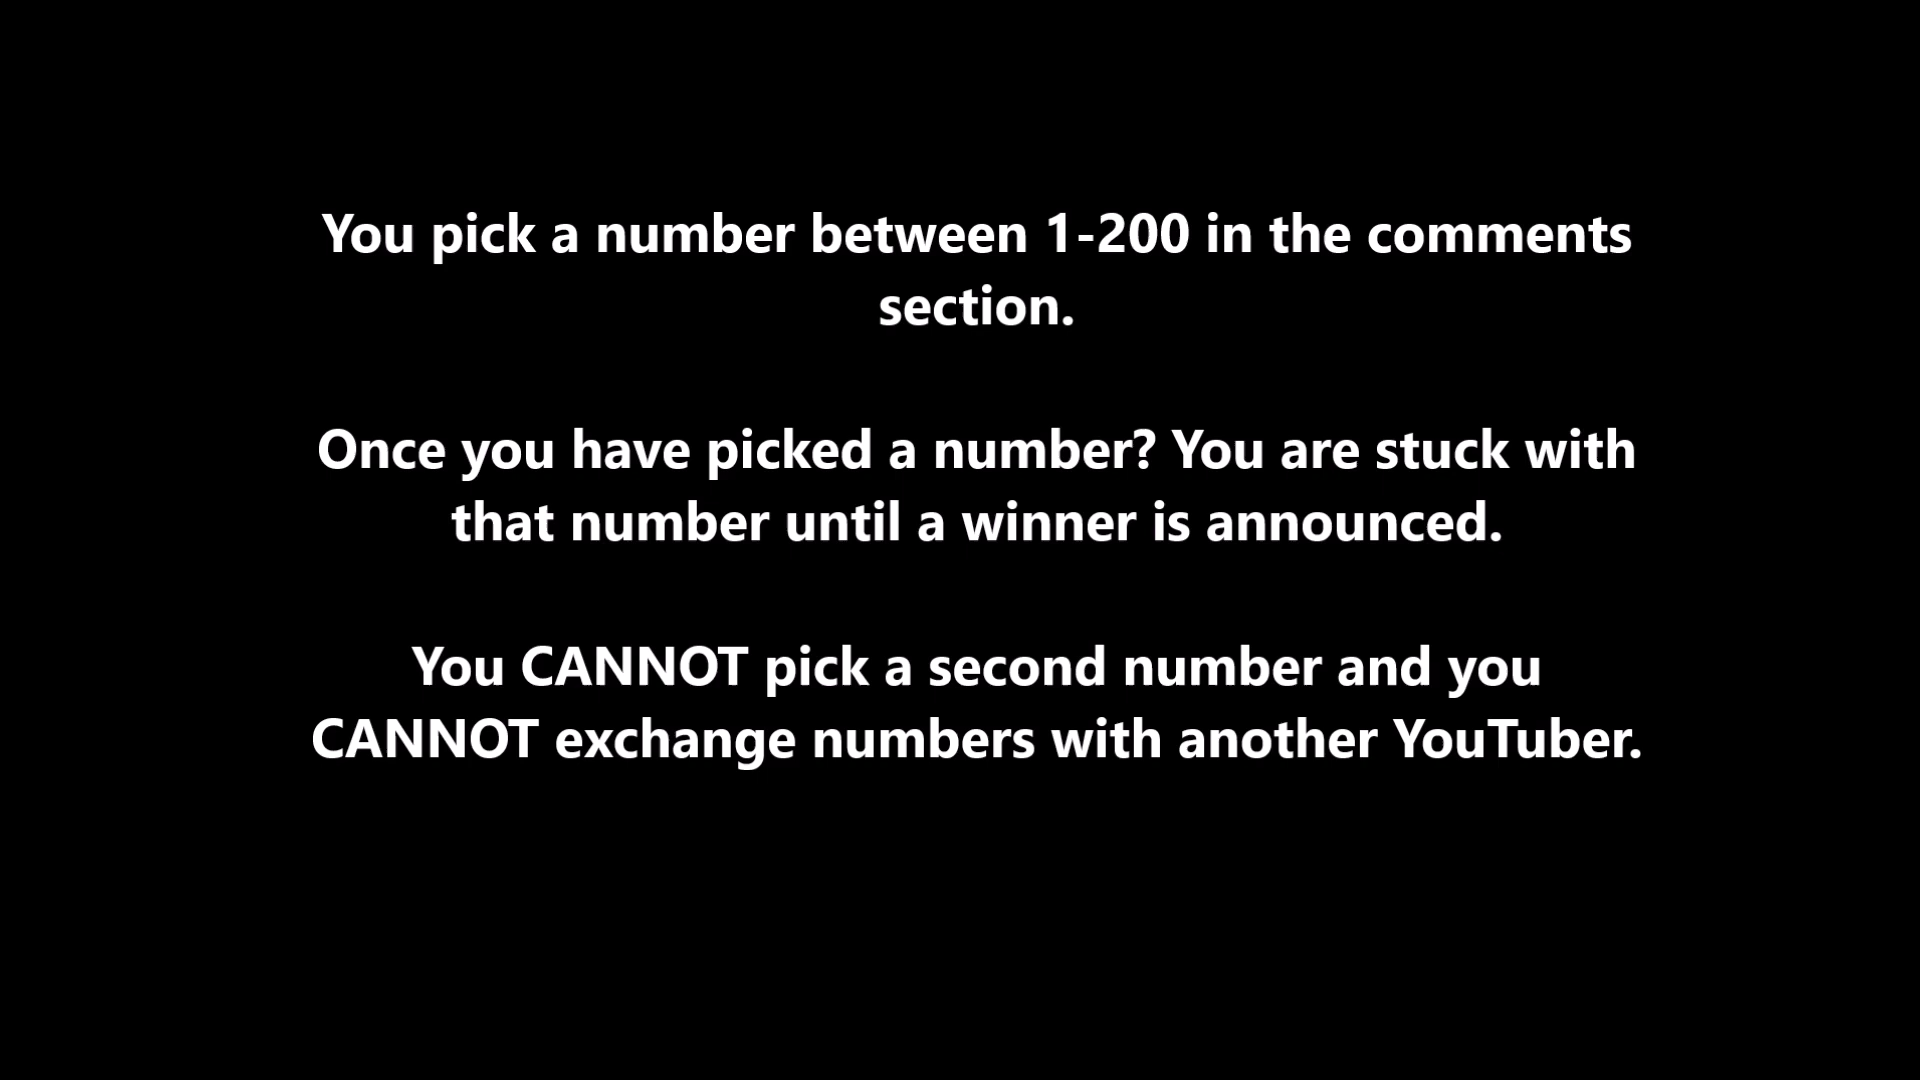 You pick a number between 1-200 in the comments
section.
Once you have picked a number? You are stuck with
that number until a winner is announced.
You CANNOT pick a second number and you
CANNOT exchange numbers with another YouTuber.